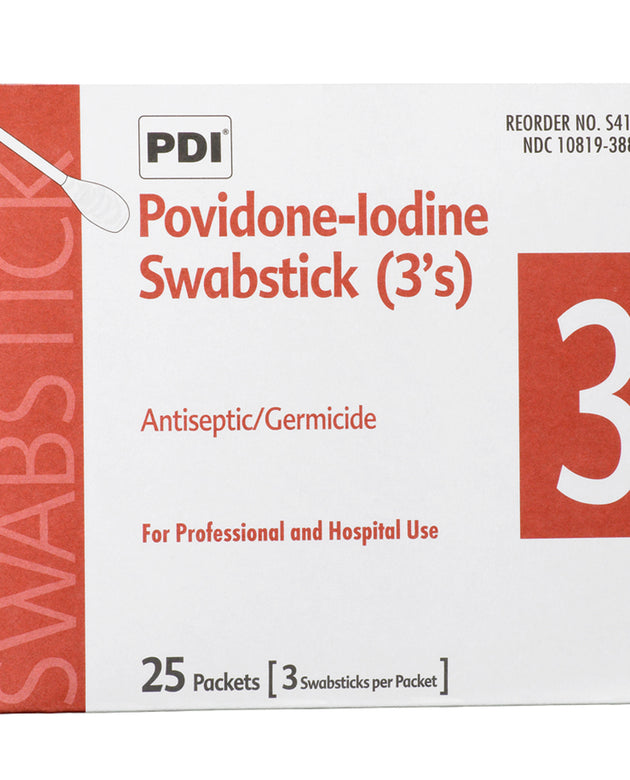 REORDER NO. S41
NDC 10819-388
PDI®
Povidone-Iodine
Swabstick (3's)
3
Antiseptic/Germicide
For Professional and Hospital Use
25 Packets [3 Swabsticks per Packet]
SWABSTICK